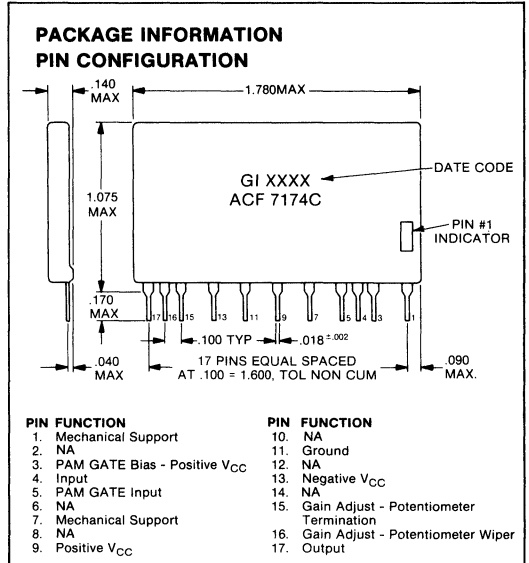 PACKAGE INFORMATION
PIN CONFIGURATION
.140
MAX
1.780MAX
GI XXXX
ACF 7174C
DATE CODE
1.075
MAX
PIN #1
INDICATOR
.170
MAX
17 16 15 13 11 9 7 5 4 3 1
.100 TYP
.018 ±.002
.040
MAX
17 PINS EQUAL SPACED
AT .100 = 1.600, TOL NON CUM
.090
MAX.
PIN FUNCTION
1. Mechanical Support
2. NA
3. PAM GATE Bias - Positive VCC
4. Input
5. PAM GATE Input
6. NA
7. Mechanical Support
8. NA
9. Positive VCC
PIN FUNCTION
10. NA
11. Ground
12. NA
13. Negative VCC
14. NA
15. Gain Adjust - Potentiometer
Termination
16. Gain Adjust - Potentiometer Wiper
17. Output